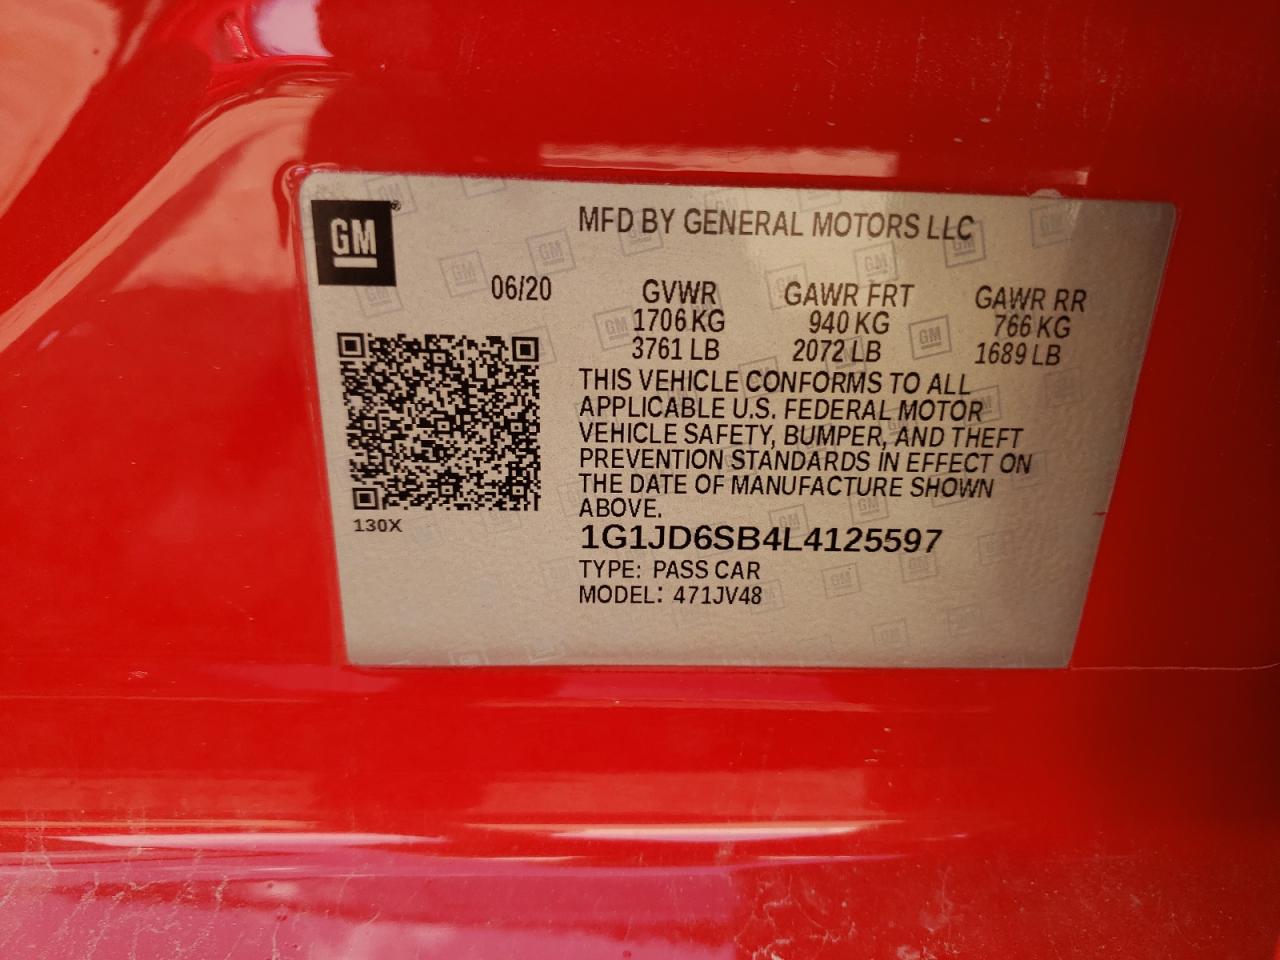 GM
MFD BY GENERAL MOTORS LLC
06/20 GVWR GAWR FRT GAWR RR
1706 KG 940 KG 766 KG
3761 LB 2072 LB 1689 LB
THIS VEHICLE CONFORMS TO ALL
APPLICABLE U.S. FEDERAL MOTOR
VEHICLE SAFETY, BUMPER, AND THEFT
PREVENTION STANDARDS IN EFFECT ON
THE DATE OF MANUFACTURE SHOWN
ABOVE.
130X
1G1JD6SB4L4125597
TYPE: PASS CAR
MODEL: 471JV48